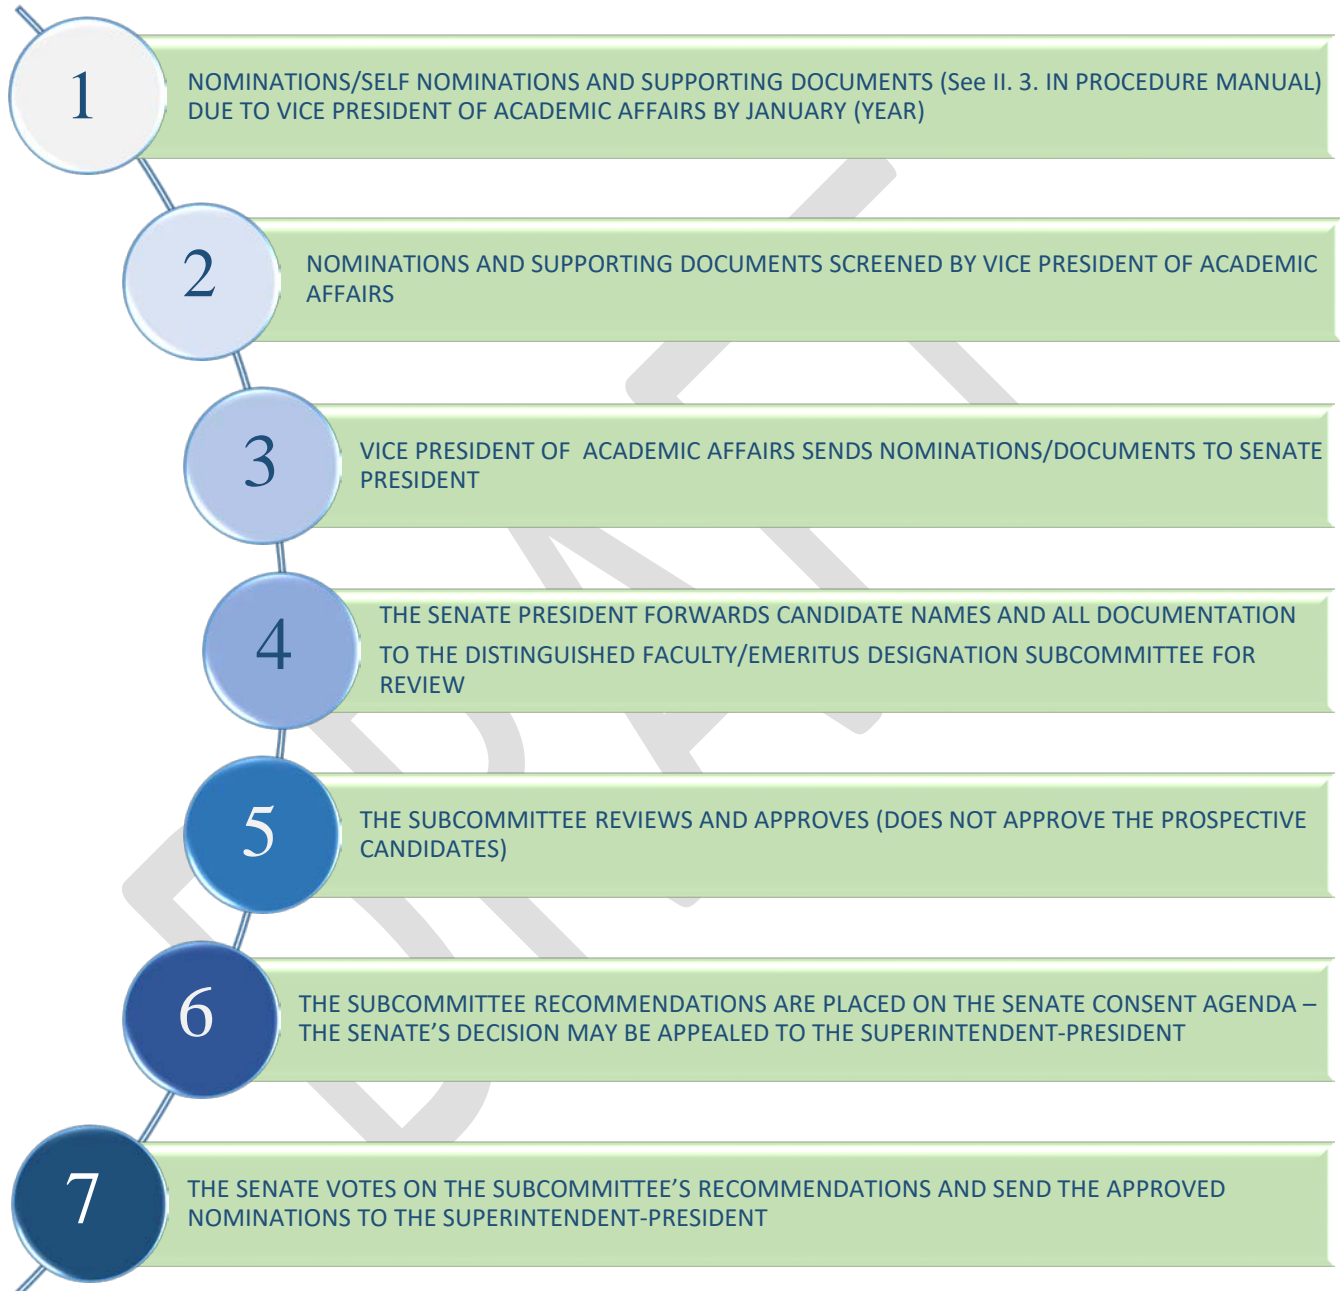 1
NOMINATIONS/SELF NOMINATIONS AND SUPPORTING DOCUMENTS (See II. 3. IN PROCEDURE MANUAL)
DUE TO VICE PRESIDENT OF ACADEMIC AFFAIRS BY JANUARY (YEAR)
2
NOMINATIONS AND SUPPORTING DOCUMENTS SCREENED BY VICE PRESIDENT OF ACADEMIC
AFFAIRS
3
VICE PRESIDENT OF  ACADEMIC AFFAIRS SENDS NOMINATIONS/DOCUMENTS TO SENATE
PRESIDENT
4
THE SENATE PRESIDENT FORWARDS CANDIDATE NAMES AND ALL DOCUMENTATION
TO THE DISTINGUISHED FACULTY/EMERITUS DESIGNATION SUBCOMMITTEE FOR
REVIEW
5
THE SUBCOMMITTEE REVIEWS AND APPROVES (DOES NOT APPROVE THE PROSPECTIVE
CANDIDATES)
6
THE SUBCOMMITTEE RECOMMENDATIONS ARE PLACED ON THE SENATE CONSENT AGENDA –
THE SENATE’S DECISION MAY BE APPEALED TO THE SUPERINTENDENT-PRESIDENT
7
THE SENATE VOTES ON THE SUBCOMMITTEE’S RECOMMENDATIONS AND SEND THE APPROVED
NOMINATIONS TO THE SUPERINTENDENT-PRESIDENT
DRAFT